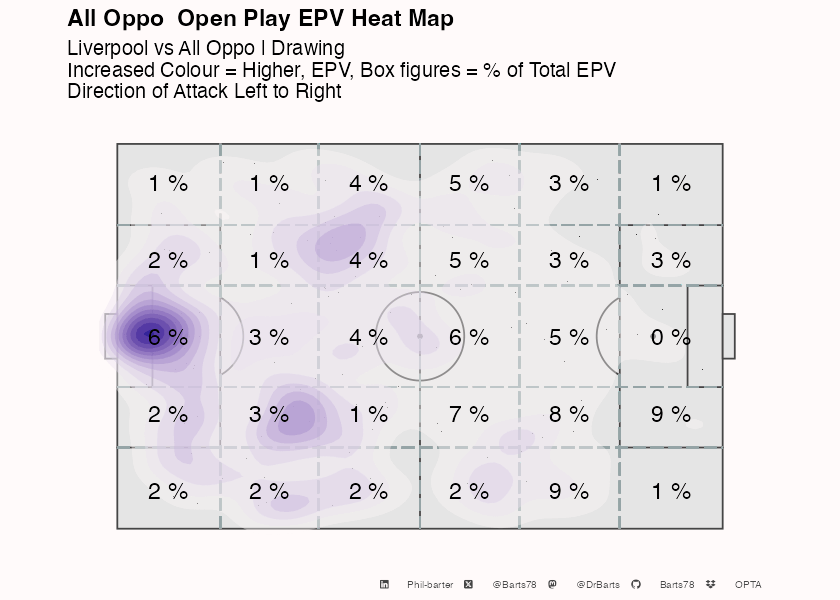 All Oppo  Open Play EPV Heat Map
Liverpool vs All Oppo | Drawing
Increased Colour = Higher, EPV, Box figures = % of Total EPV
Direction of Attack Left to Right
1 % 1 % 4 % 5 % 3 % 1 %
2 % 1 % 4 % 5 % 3 % 3 %
6 % 3 % 4 % 6 % 5 % 0 %
2 % 3 % 1 % 7 % 8 % 9 %
2 % 2 % 2 % 2 % 9 % 1 %
Phil-barter @Barts78 @DrBarts Barts78 OPTA